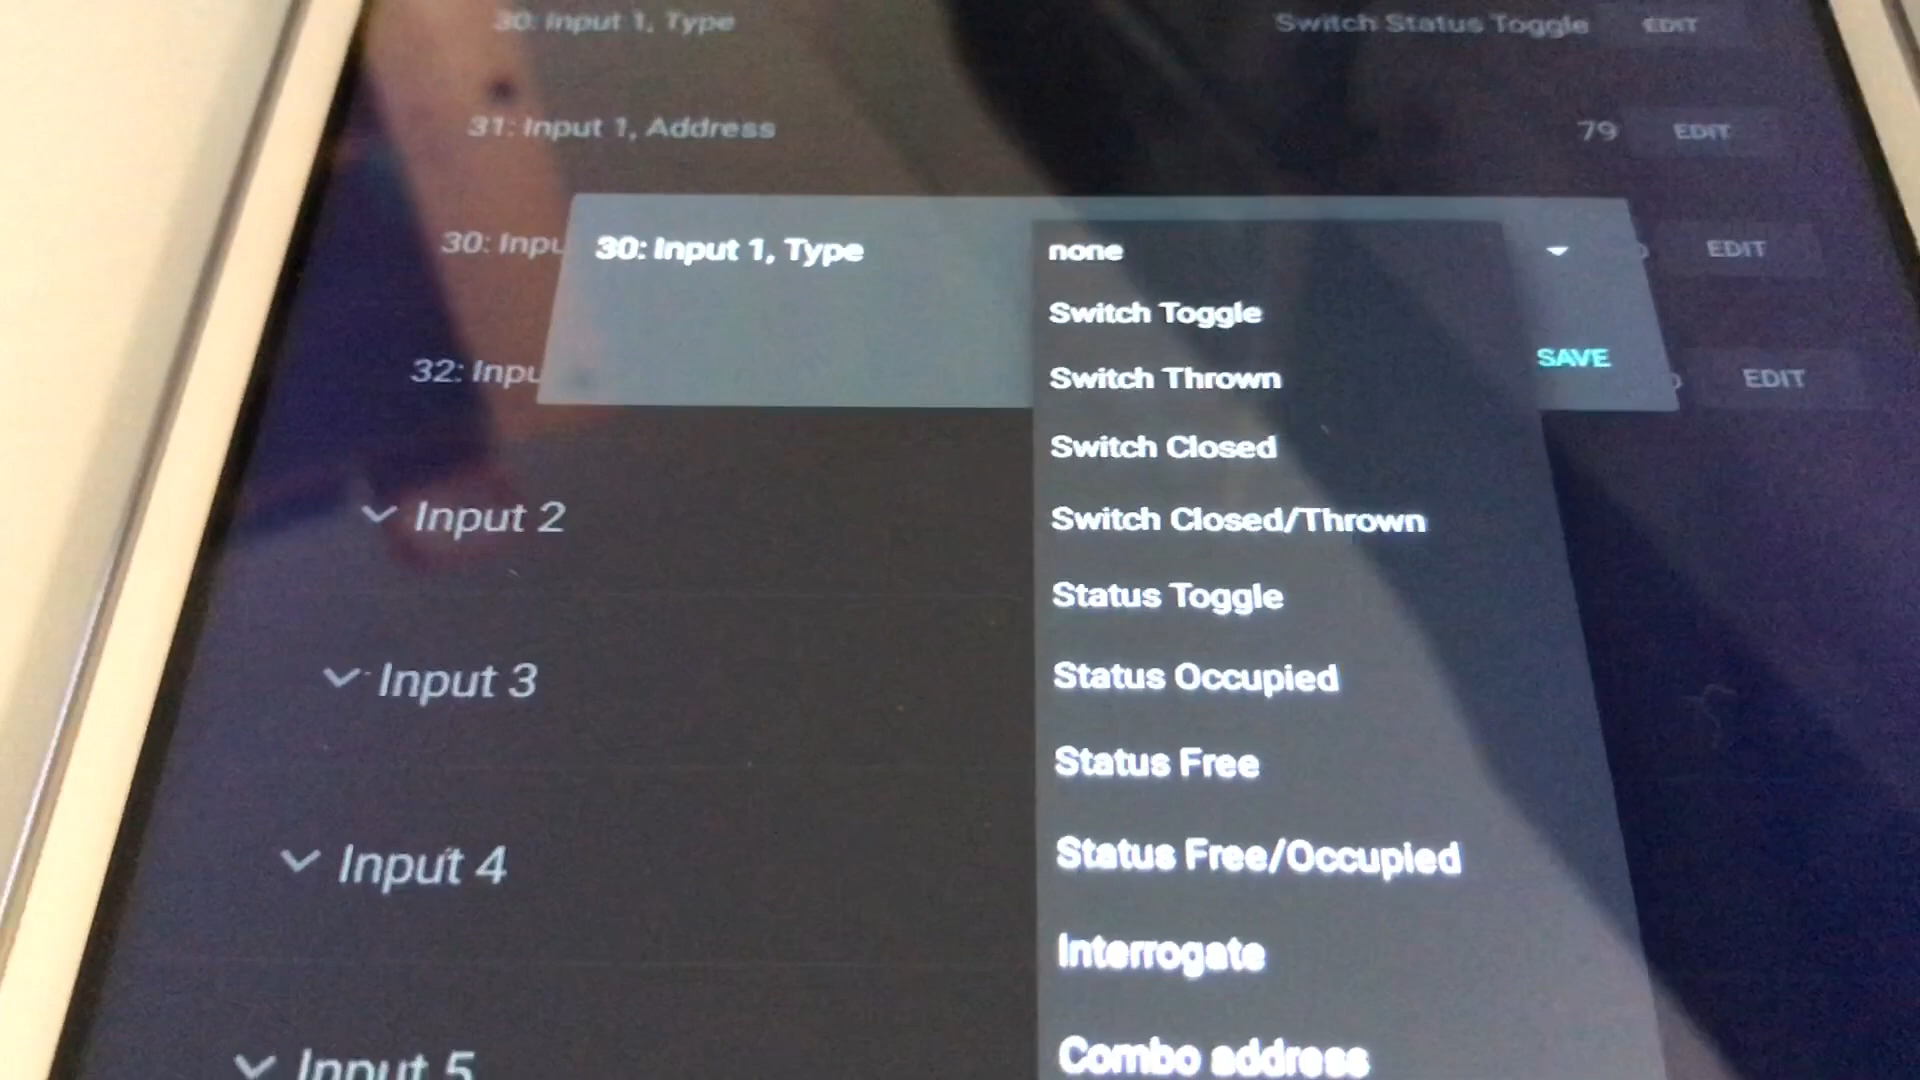 30: Input 1, Type Switch Status Toggle EDIT
31: Input 1, Address 79 EDIT
30: Inpu EDIT
30: Input 1, Type none
Switch Toggle
SAVE
32: Inpu EDIT
Switch Thrown
Switch Closed
Input 2
Switch Closed/Thrown
Status Toggle
Input 3
Status Occupied
Status Free
Input 4
Status Free/Occupied
Interrogate
Input 5
Combo address